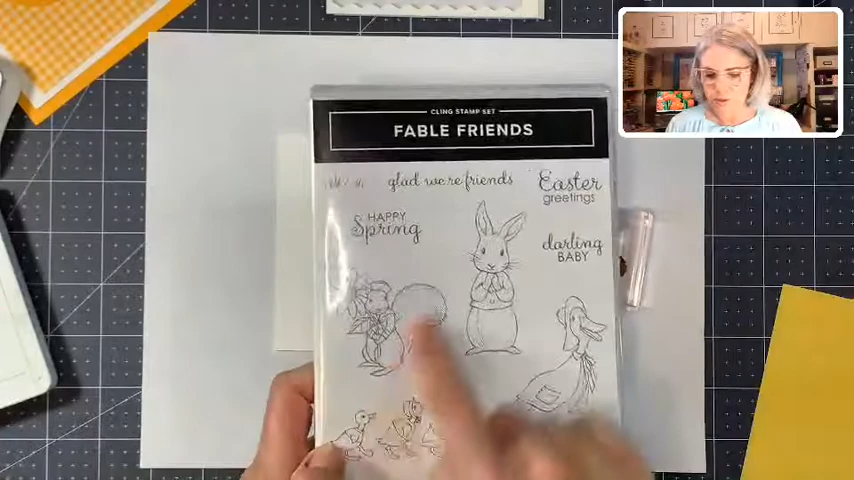 CLING STAMP SET
FABLE FRIENDS
glad we're friends
Easter
greetings
HAPPY
Spring
darling
BABY